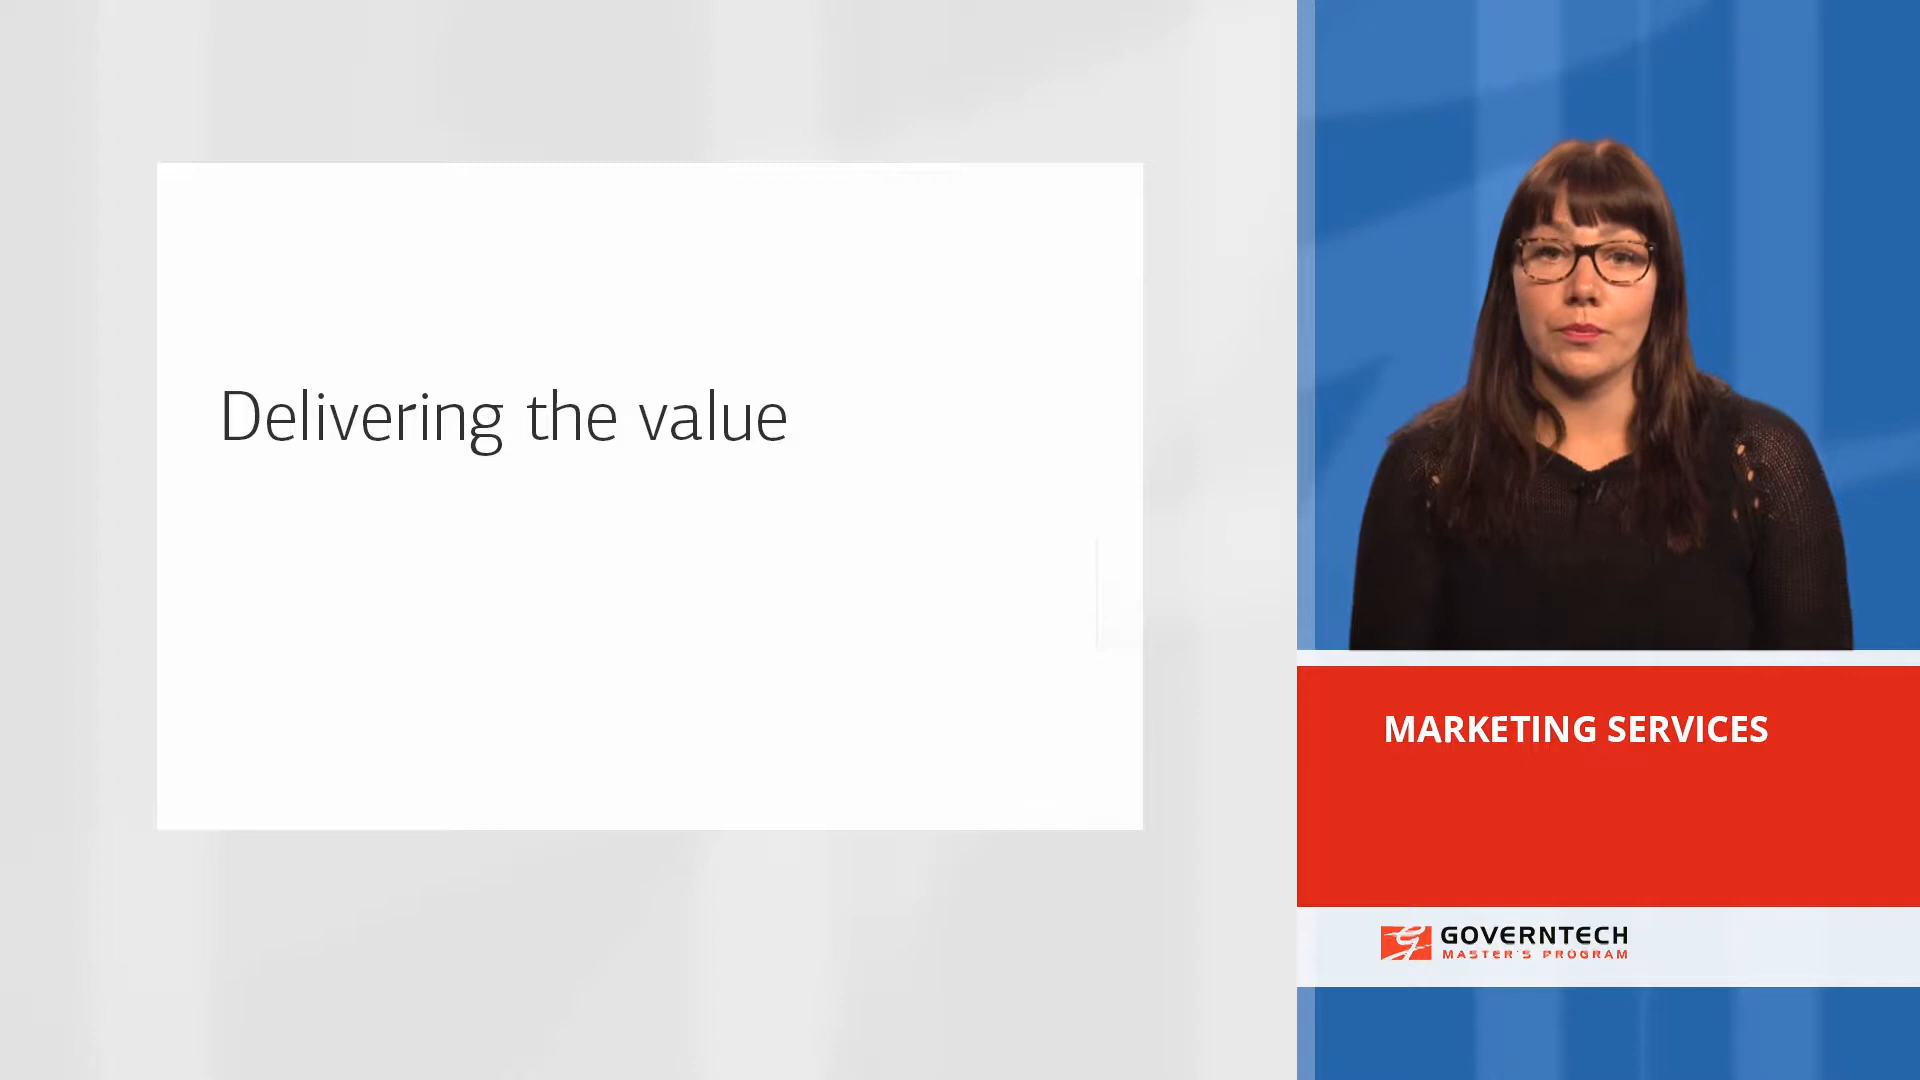 Delivering the value
MARKETING SERVICES
GOVERNTECH
MASTER'S PROGRAM